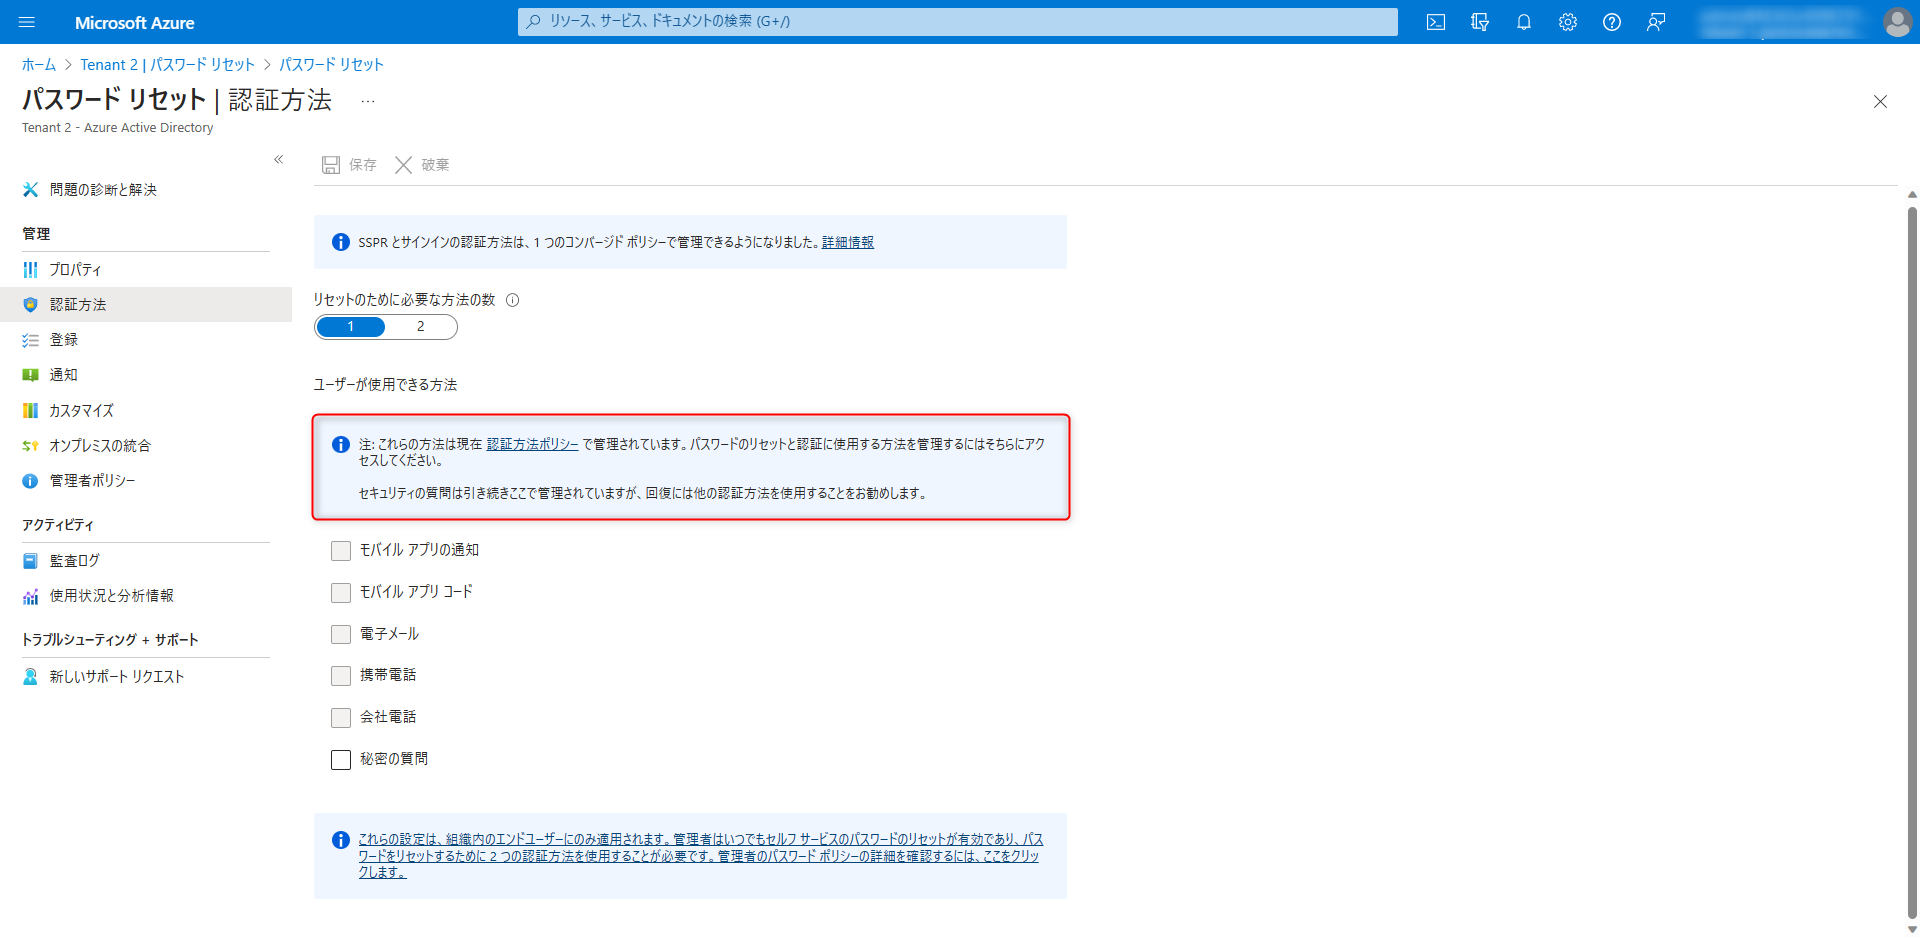 Microsoft Azure
リソース、サービス、ドキュメントの検索 (G+/)
ホーム > Tenant 2 | パスワード リセット > パスワード リセット
パスワード リセット | 認証方法 ...
Tenant 2 - Azure Active Directory
«
保存 破棄
問題の診断と解決
管理
プロパティ
認証方法
登録
通知
カスタマイズ
オンプレミスの統合
管理者ポリシー
アクティビティ
監査ログ
使用状況と分析情報
トラブルシューティング + サポート
新しいサポート リクエスト
SSPR とサインインの認証方法は、1 つのコンバージド ポリシーで管理できるようになりました。詳細情報
リセットのために必要な方法の数
1 2
ユーザーが使用できる方法
注: これらの方法は現在 認証方法ポリシー で管理されています。パスワードのリセットと認証に使用する方法を管理するにはそちらにアク
セスしてください。
セキュリティの質問は引き続きここで管理されていますが、回復には他の認証方法を使用することをお勧めします。
モバイル アプリの通知
モバイル アプリ コード
電子メール
携帯電話
会社電話
秘密の質問
これらの設定は、組織内のエンドユーザーにのみ適用されます。管理者はいつでもセルフ サービスのパスワードのリセットが有効であり、パス
ワードをリセットするために 2 つの認証方法を使用することが必要です。管理者のパスワード ポリシーの詳細を確認するには、ここをクリッ
クします。